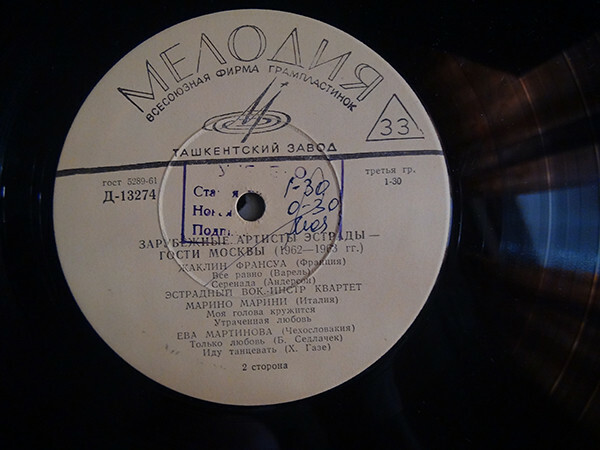 МЕЛОДИЯ
ВСЕСОЮЗНАЯ ФИРМА ГРАМПЛАСТИНОК
33
ТАШКЕНТСКИЙ ЗАВОД
гост 5289-61
Д-13274
третья гр.
1-30
Ста
1-30
Нов
0-30
Подп
ЗАРУБЕЖНЫЕ АРТИСТЫ ЭСТРАДЫ —
ГОСТИ МОСКВЫ (1962—1963 гг.)
ЖАКЛИН ФРАНСУА (Франция)
Все равно (Варель)
Серенада (Андерсон)
ЭСТРАДНЫЙ ВОК.-ИНСТР КВАРТЕТ
МАРИНО МАРИНИ (Италия)
Моя голова кружится
Утраченная любовь
ЕВА МАРТИНОВА (Чехословакия)
Только любовь (Б. Седлачек)
Иду танцевать (Х. Газе)
2 сторона